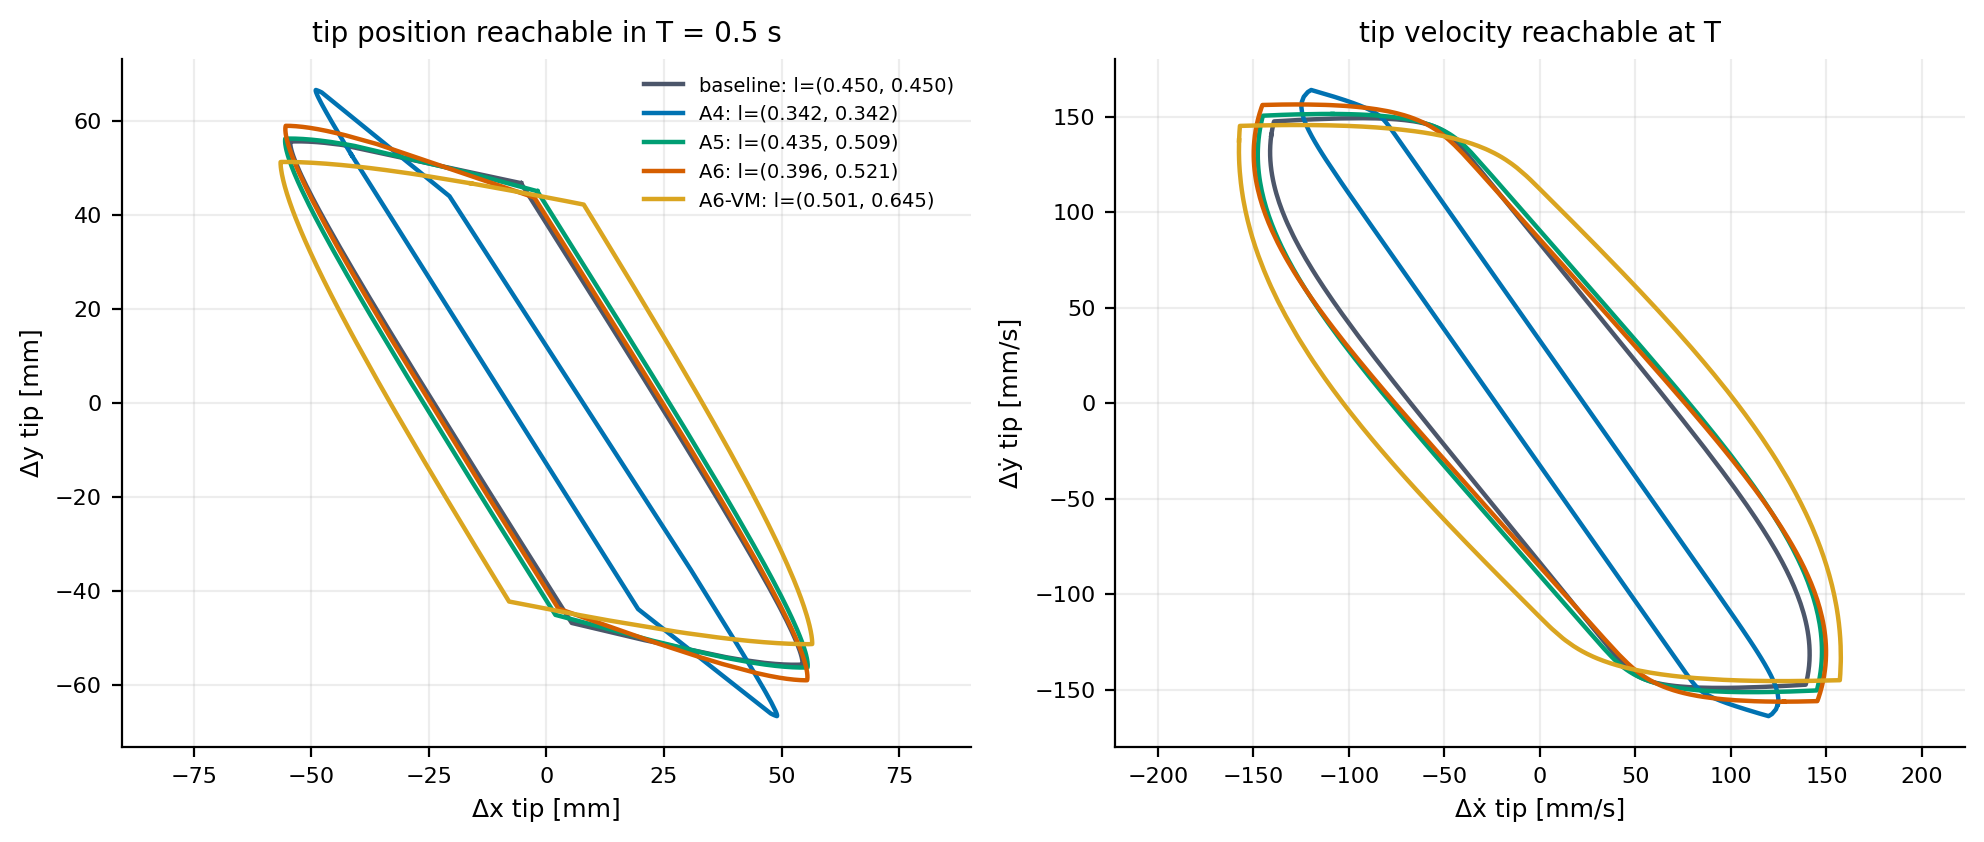 tip position reachable in T = 0.5 s
baseline: l=(0.450, 0.450)
A4: l=(0.342, 0.342)
A5: l=(0.435, 0.509)
A6: l=(0.396, 0.521)
A6-VM: l=(0.501, 0.645)
60
40
20
0
−20
−40
−60
Δy tip [mm]
−75
−50
−25
0
25
50
75
Δx tip [mm]
tip velocity reachable at T
150
100
50
0
−50
−100
−150
Δẏ tip [mm/s]
−200
−150
−100
−50
0
50
100
150
200
Δẋ tip [mm/s]